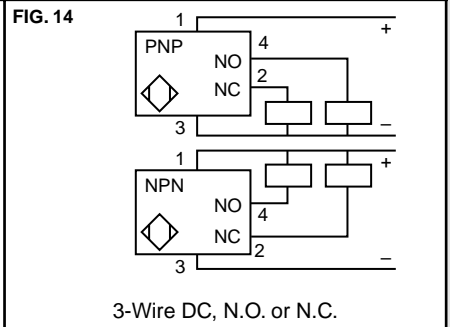 FIG. 14
1
+
PNP
4
NO
2
NC
3
–
1
+
NPN
NO
4
NC
2
3
–
3-Wire DC, N.O. or N.C.